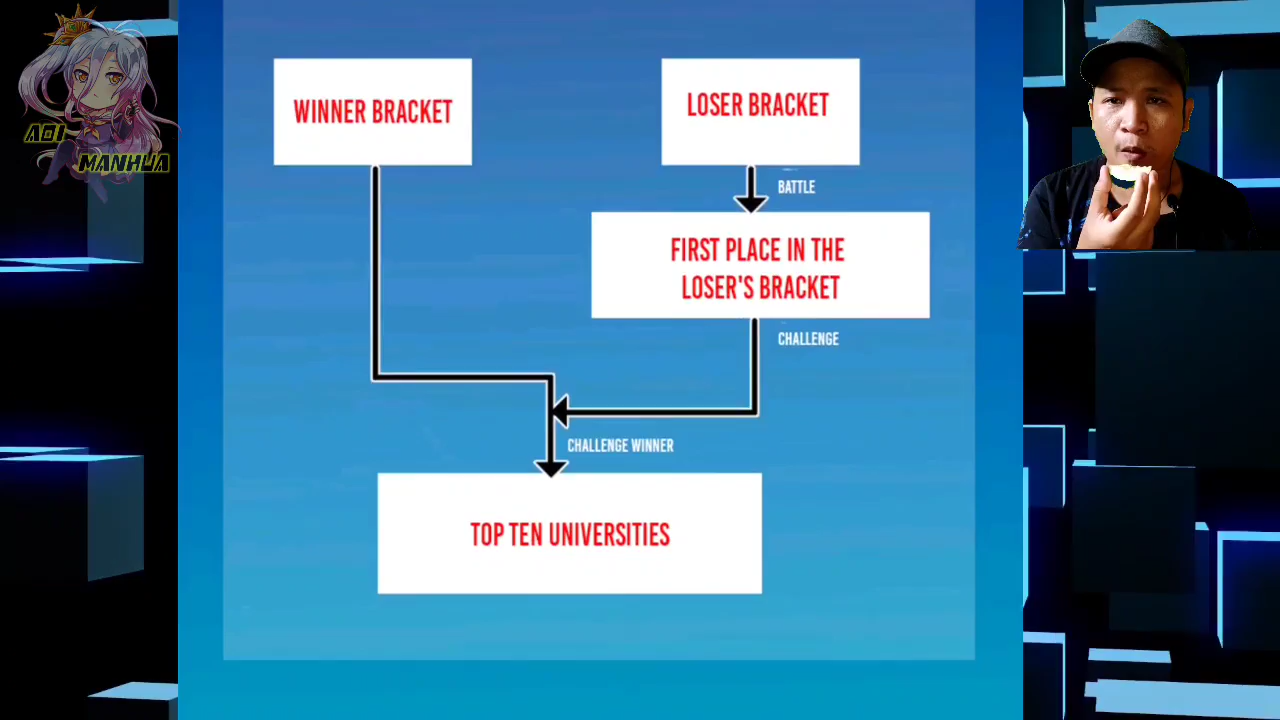 WINNER BRACKET
LOSER BRACKET
BATTLE
FIRST PLACE IN THE
LOSER'S BRACKET
CHALLENGE
CHALLENGE WINNER
TOP TEN UNIVERSITIES
AOI
MANHUA